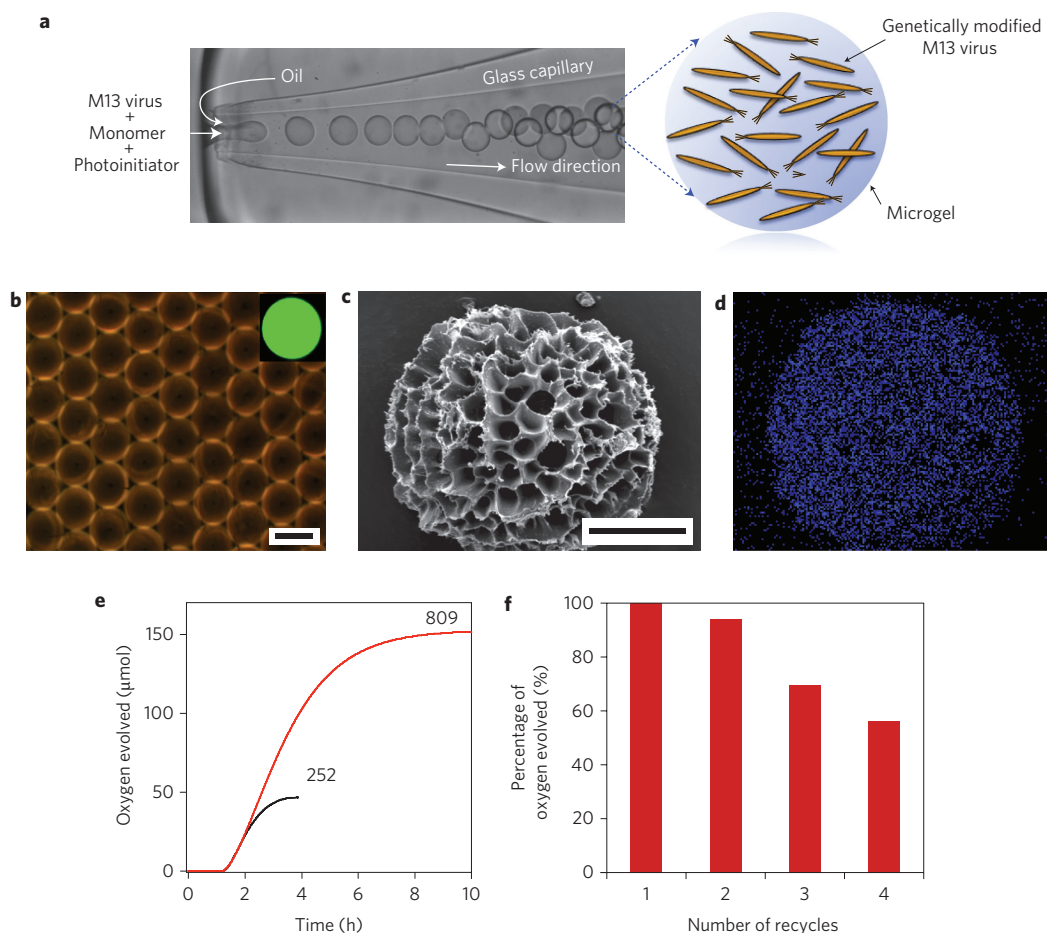 a
Oil
Glass capillary
Genetically modified
M13 virus
M13 virus
+
Monomer
+
Photoinitiator
Flow direction
Microgel
b
c
d
e
809
252
150
100
50
0
Oxygen evolved (µmol)
0 2 4 6 8 10
Time (h)
f
100
80
60
40
20
0
Percentage of
oxygen evolved (%)
1 2 3 4
Number of recycles